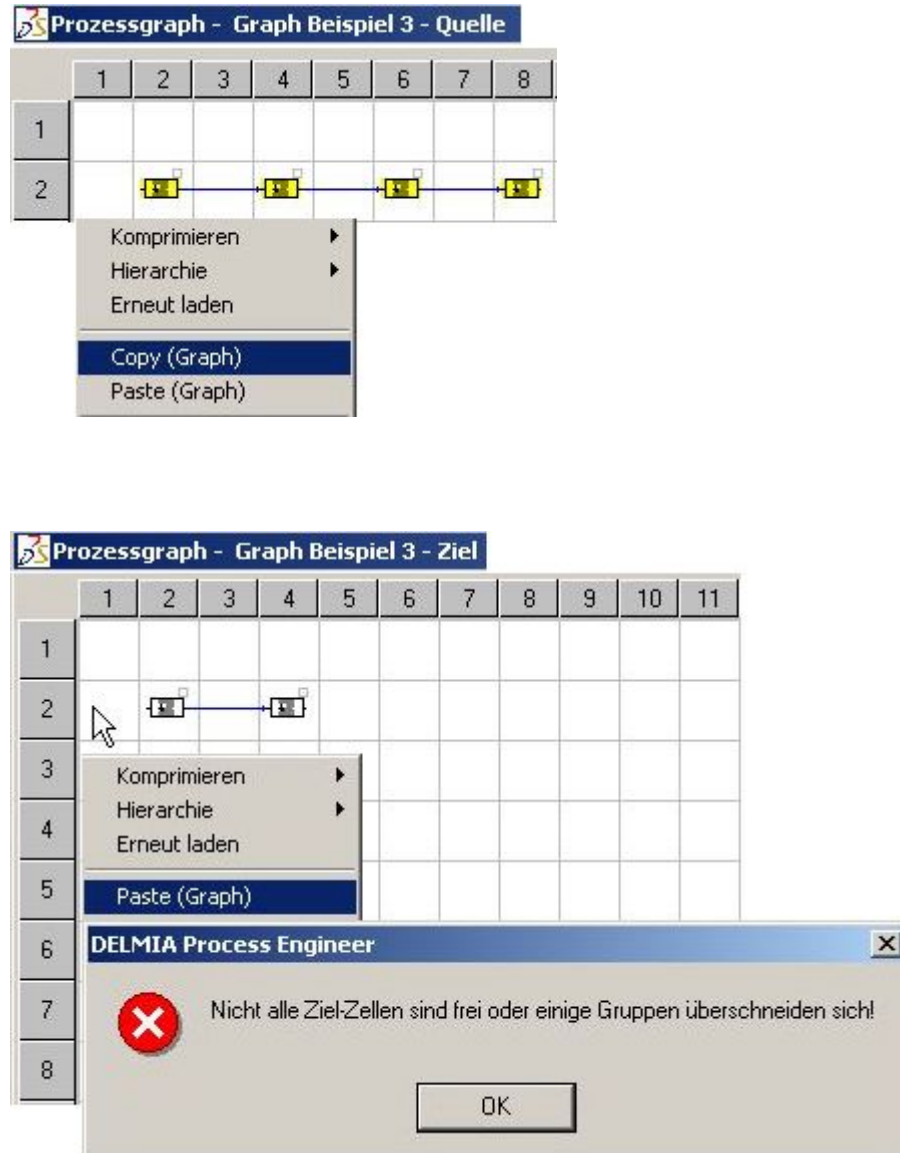 Prozessgraph - Graph Beispiel 3 - Quelle
1 2 3 4 5 6 7 8
1
2
Komprimieren
Hierarchie
Erneut laden
Copy (Graph)
Paste (Graph)
Prozessgraph - Graph Beispiel 3 - Ziel
1 2 3 4 5 6 7 8 9 10 11
1
2
3
Komprimieren
Hierarchie
4
Erneut laden
5
Paste (Graph)
6
DELMIA Process Engineer
7
Nicht alle Ziel-Zellen sind frei oder einige Gruppen überschneiden sich!
8
OK